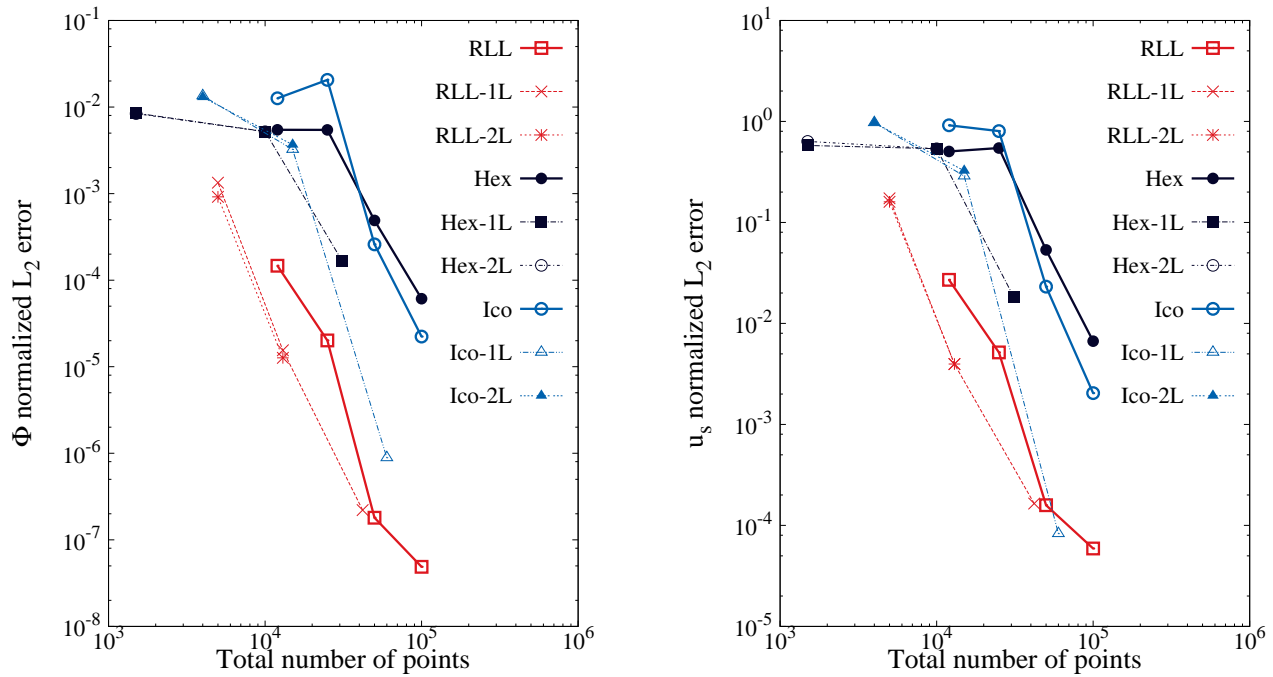 10^-1
10^-2
10^-3
10^-4
10^-5
10^-6
10^-7
10^-8
Φ normalized L_2 error
10^3
10^4
10^5
10^6
Total number of points
RLL
RLL-1L
RLL-2L
Hex
Hex-1L
Hex-2L
Ico
Ico-1L
Ico-2L
10^1
10^0
10^-1
10^-2
10^-3
10^-4
10^-5
u_s normalized L_2 error
10^3
10^4
10^5
10^6
Total number of points
RLL
RLL-1L
RLL-2L
Hex
Hex-1L
Hex-2L
Ico
Ico-1L
Ico-2L